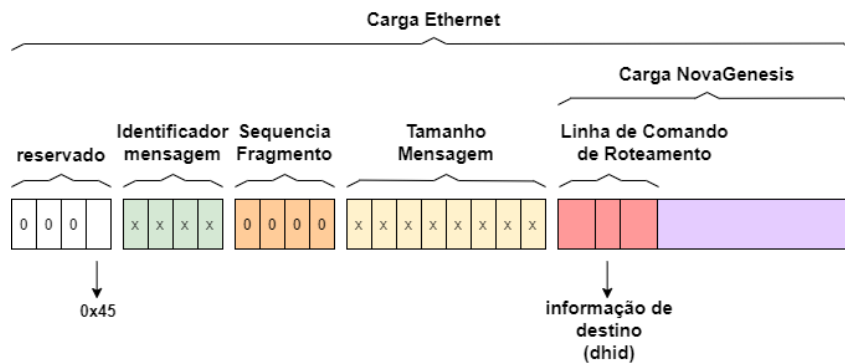 Carga Ethernet
Carga NovaGenesis
reservado
Identificador
mensagem
Sequencia
Fragmento
Tamanho
Mensagem
Linha de Comando
de Roteamento
0 0 0 x x x x 0 0 0 0 x x x x x x x x
0x45
informação de
destino
(dhid)